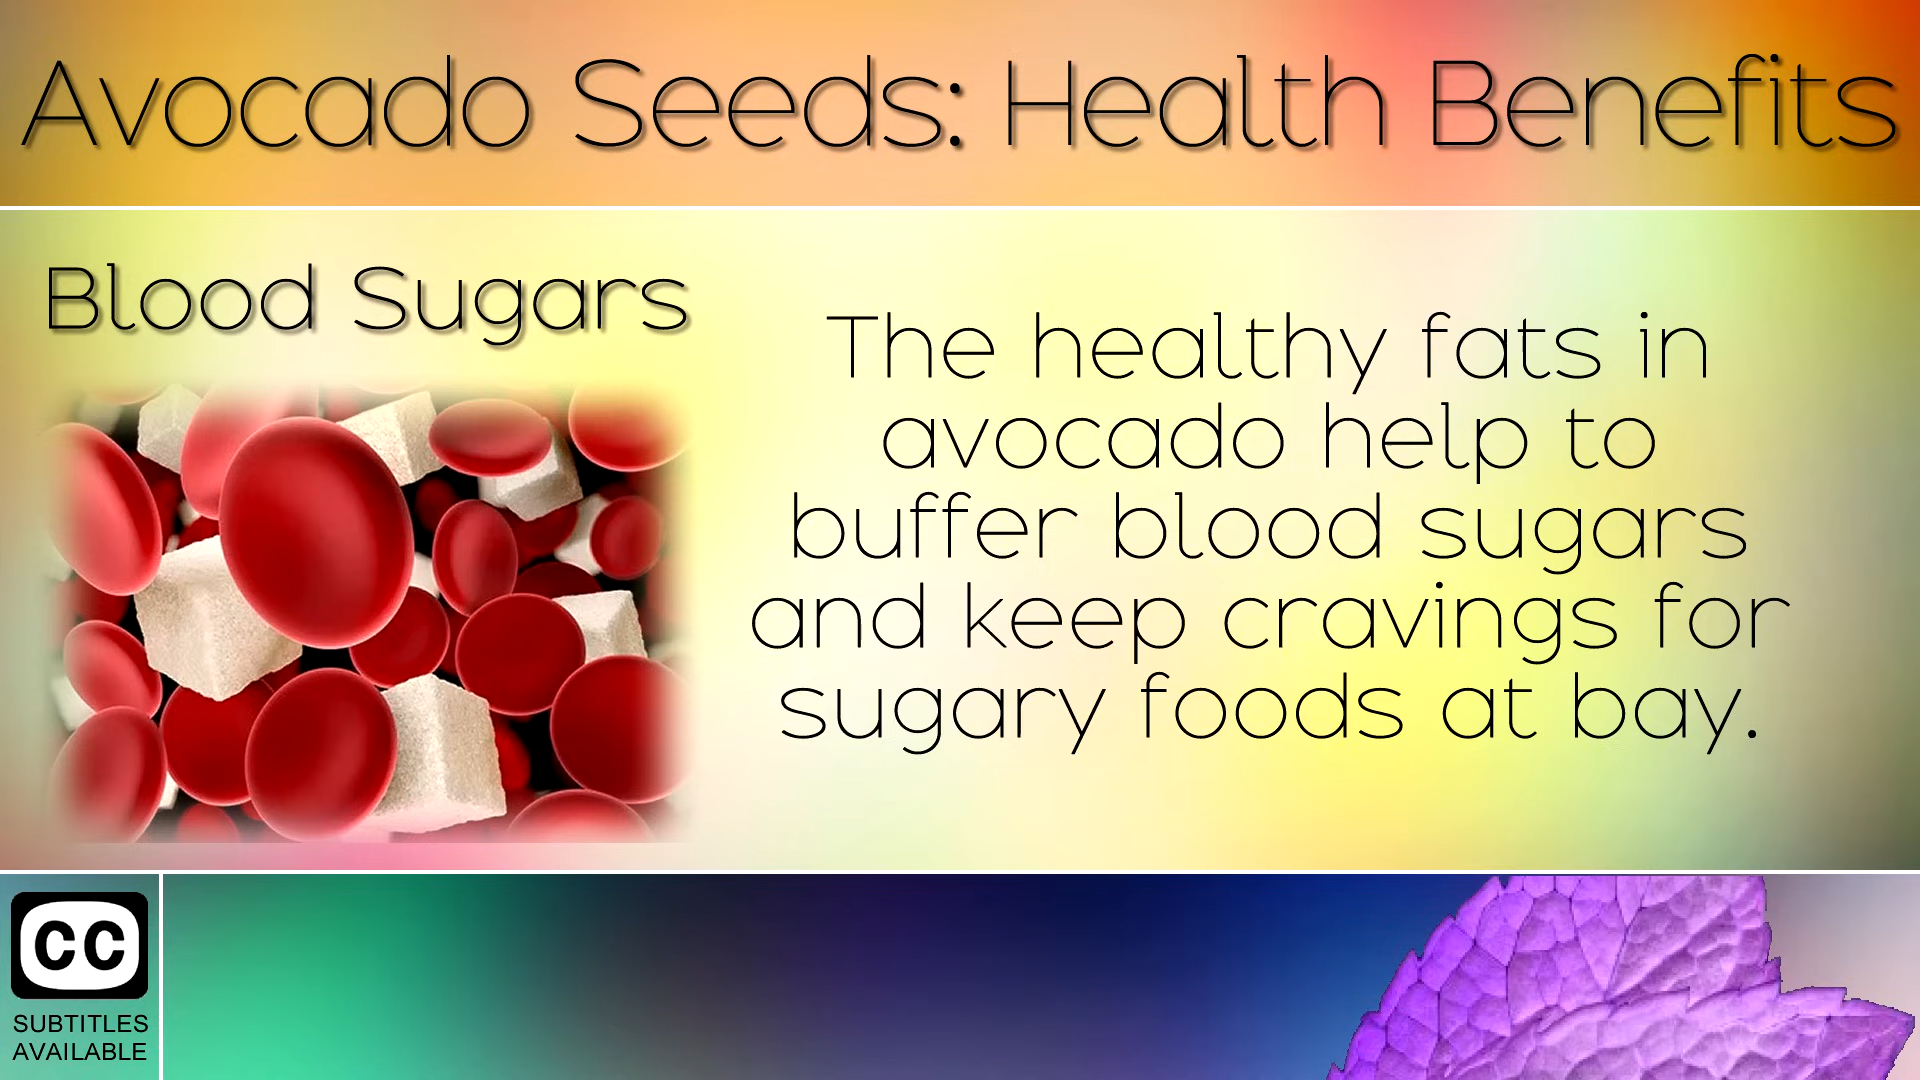 Avocado Seeds: Health Benefits
Blood Sugars
The healthy fats in
avocado help to
buffer blood sugars
and keep cravings for
sugary foods at bay.
CC
SUBTITLES
AVAILABLE